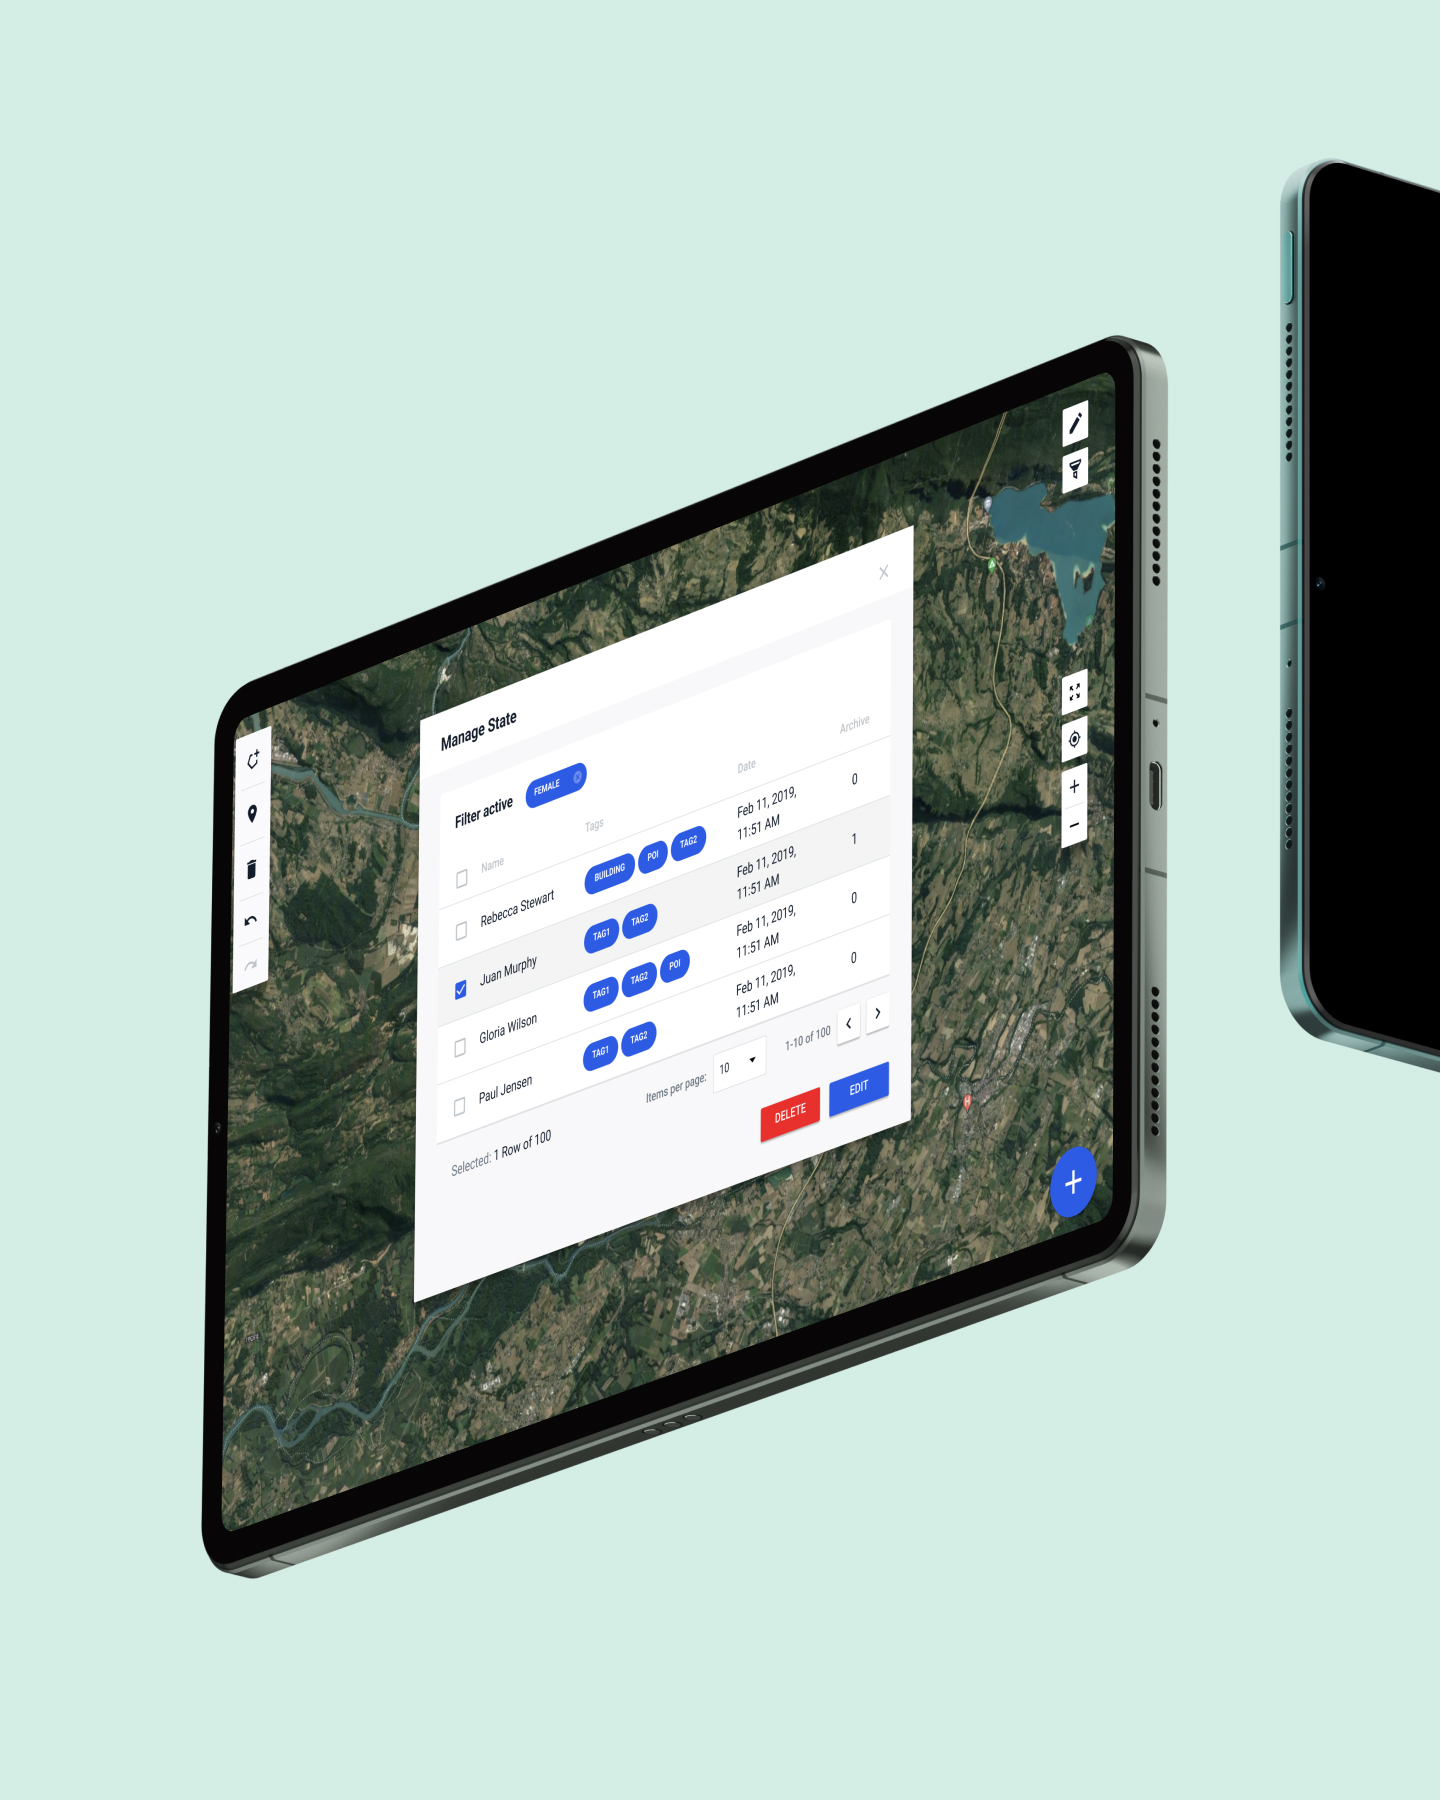 Manage State
Filter active FEMALE
Name Tags Date Archive
Rebecca Stewart BUILDING POI TAG2 Feb 11, 2019, 11:51 AM 0
Juan Murphy TAG1 TAG2 Feb 11, 2019, 11:51 AM 1
Gloria Wilson TAG1 TAG2 POI Feb 11, 2019, 11:51 AM 0
Paul Jensen TAG1 TAG2 Feb 11, 2019, 11:51 AM 0
Items per page: 10 1-10 of 100
Selected: 1 Row of 100
DELETE EDIT
H